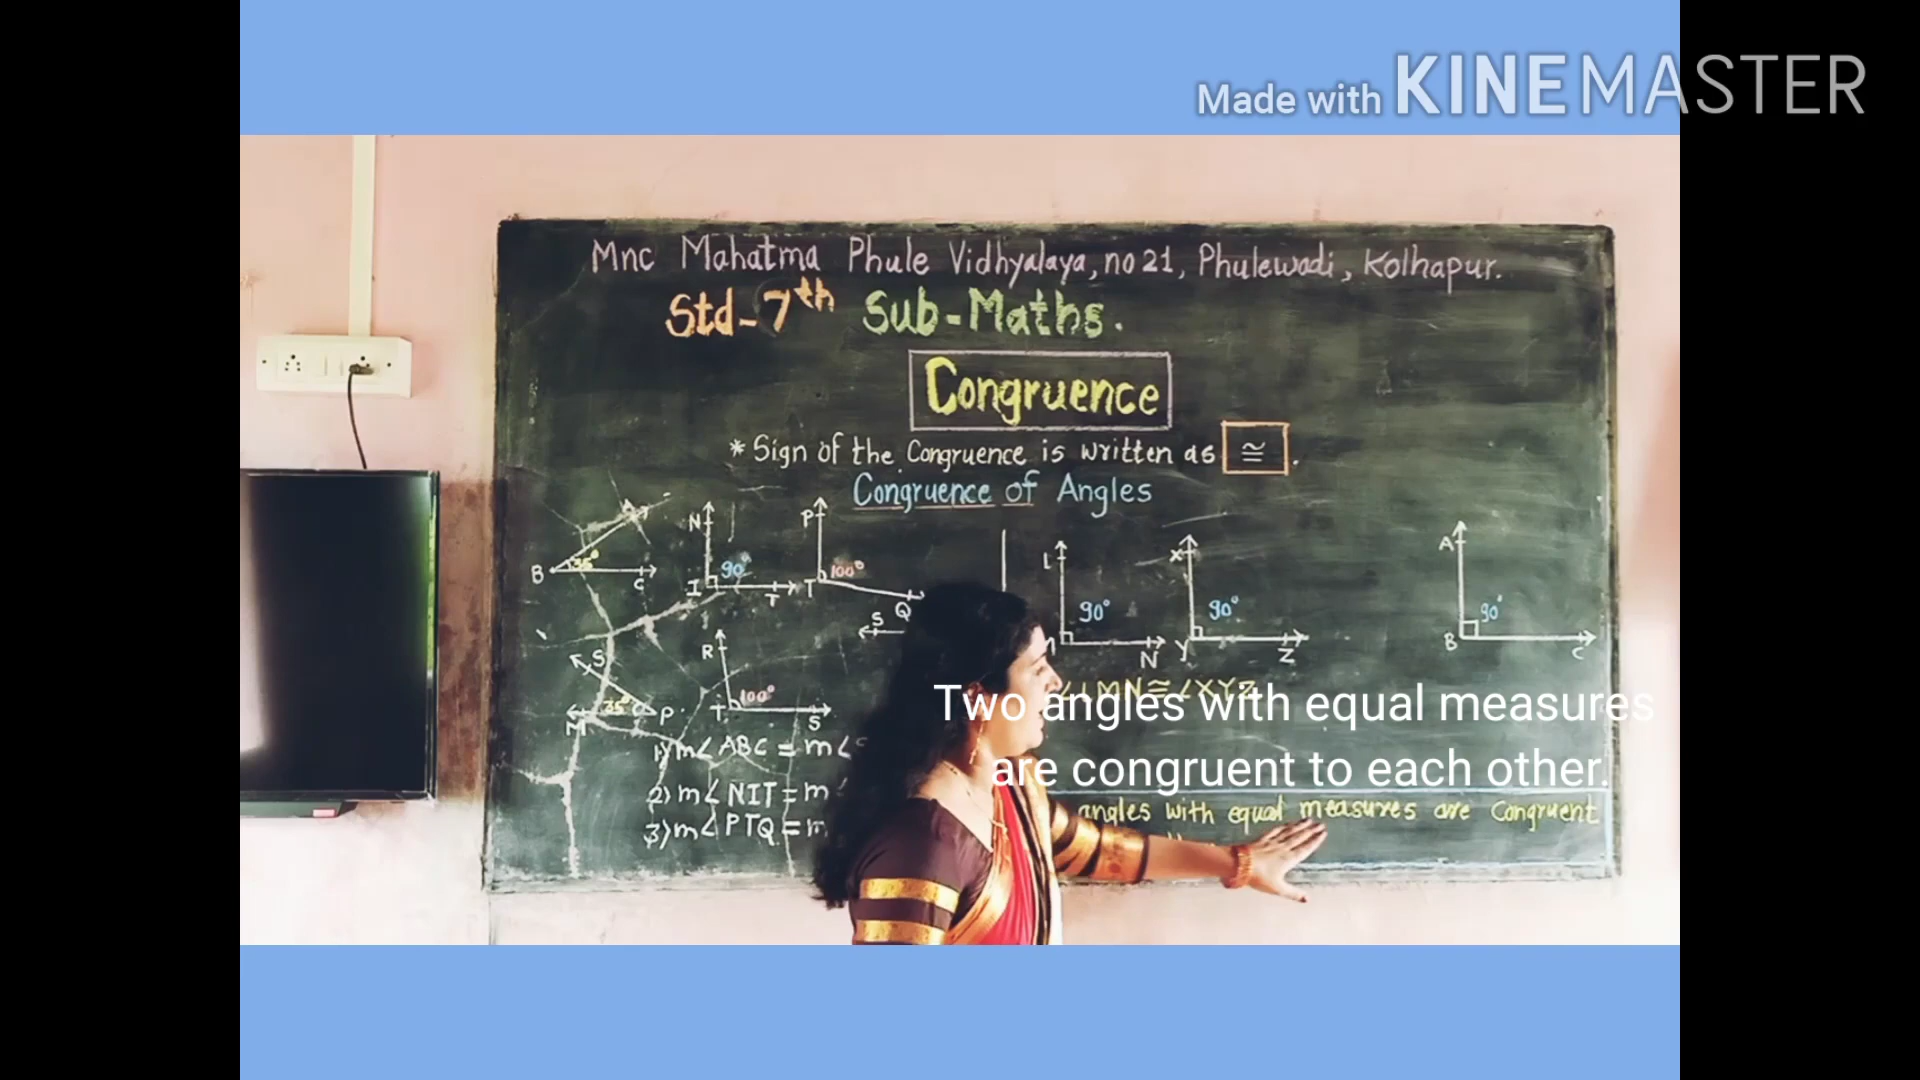 Made with KINEMASTER
Mnc Mahatma Phule Vidhyalaya, no 21, Phulewadi, Kolhapur.
Std-7th Sub-Maths.
Congruence
* Sign of the Congruence is written as ≅.
Congruence of Angles
A
B 35° C
N
90°
I T
P
100°
T Q
S
L
90°
N
X
90°
Y Z
A
90°
B C
S
35°
M P
R
100°
T S
∠LMN ≅ ∠XYZ
Two angles with equal measures
are congruent to each other.
1) m∠ABC = m∠
2) m∠NIT = m
3) m∠PTQ = m
angles with equal measures are Congruent